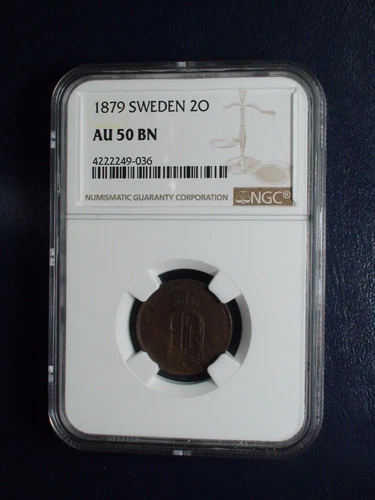 1879 SWEDEN 2O
AU 50 BN
4222249-036
NUMISMATIC GUARANTY CORPORATION
NGC®